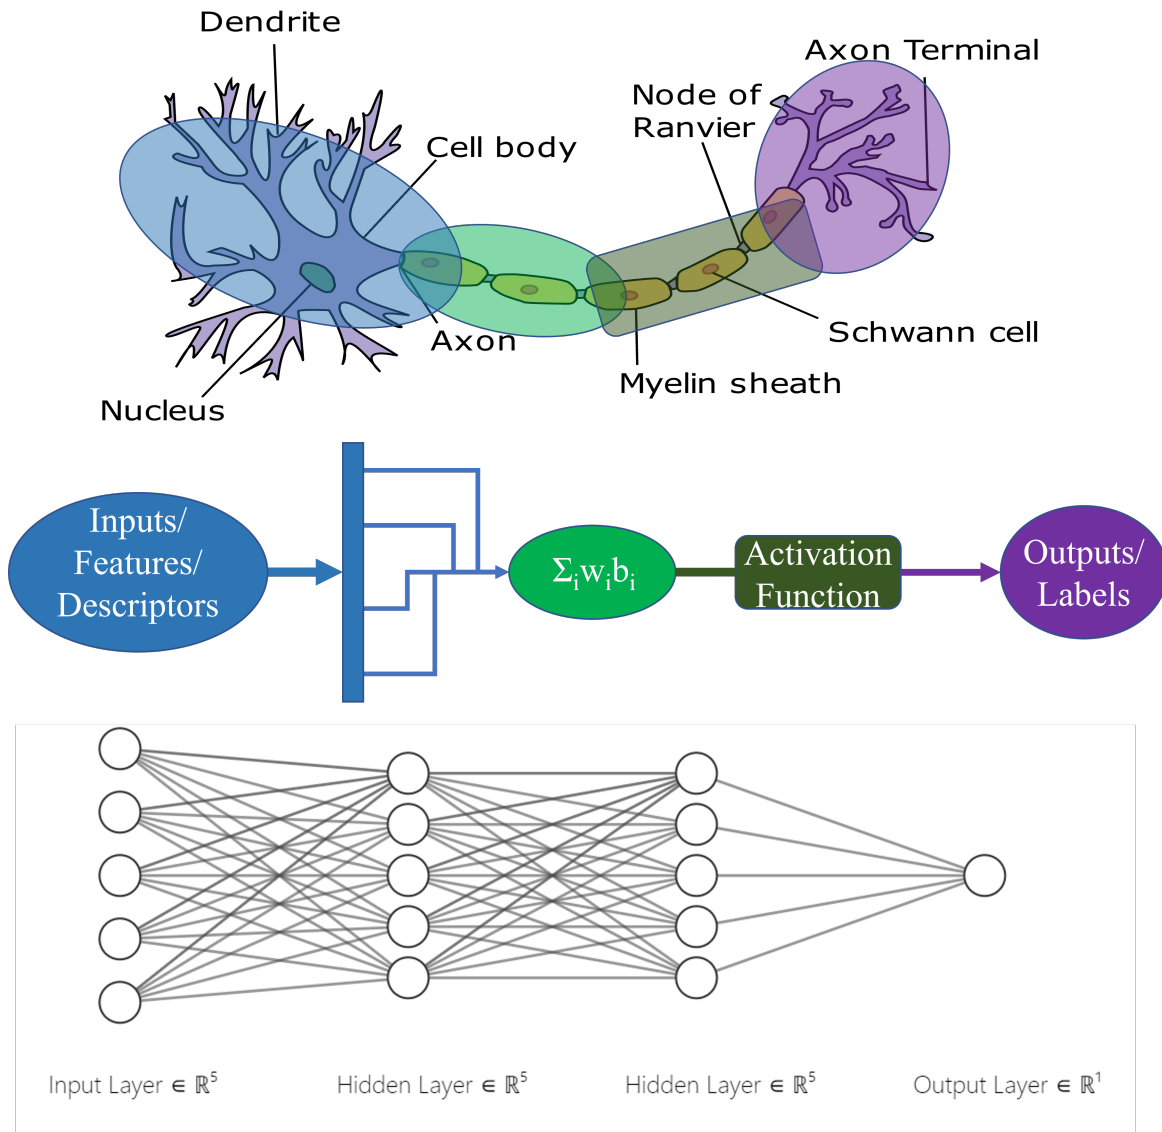 Dendrite
Axon Terminal
Node of
Ranvier
Cell body
Schwann cell
Axon
Myelin sheath
Nucleus
Inputs/
Features/
Descriptors
Σᵢwᵢbᵢ
Activation
Function
Outputs/
Labels
Input Layer ∈ ℝ⁵
Hidden Layer ∈ ℝ⁵
Hidden Layer ∈ ℝ⁵
Output Layer ∈ ℝ¹